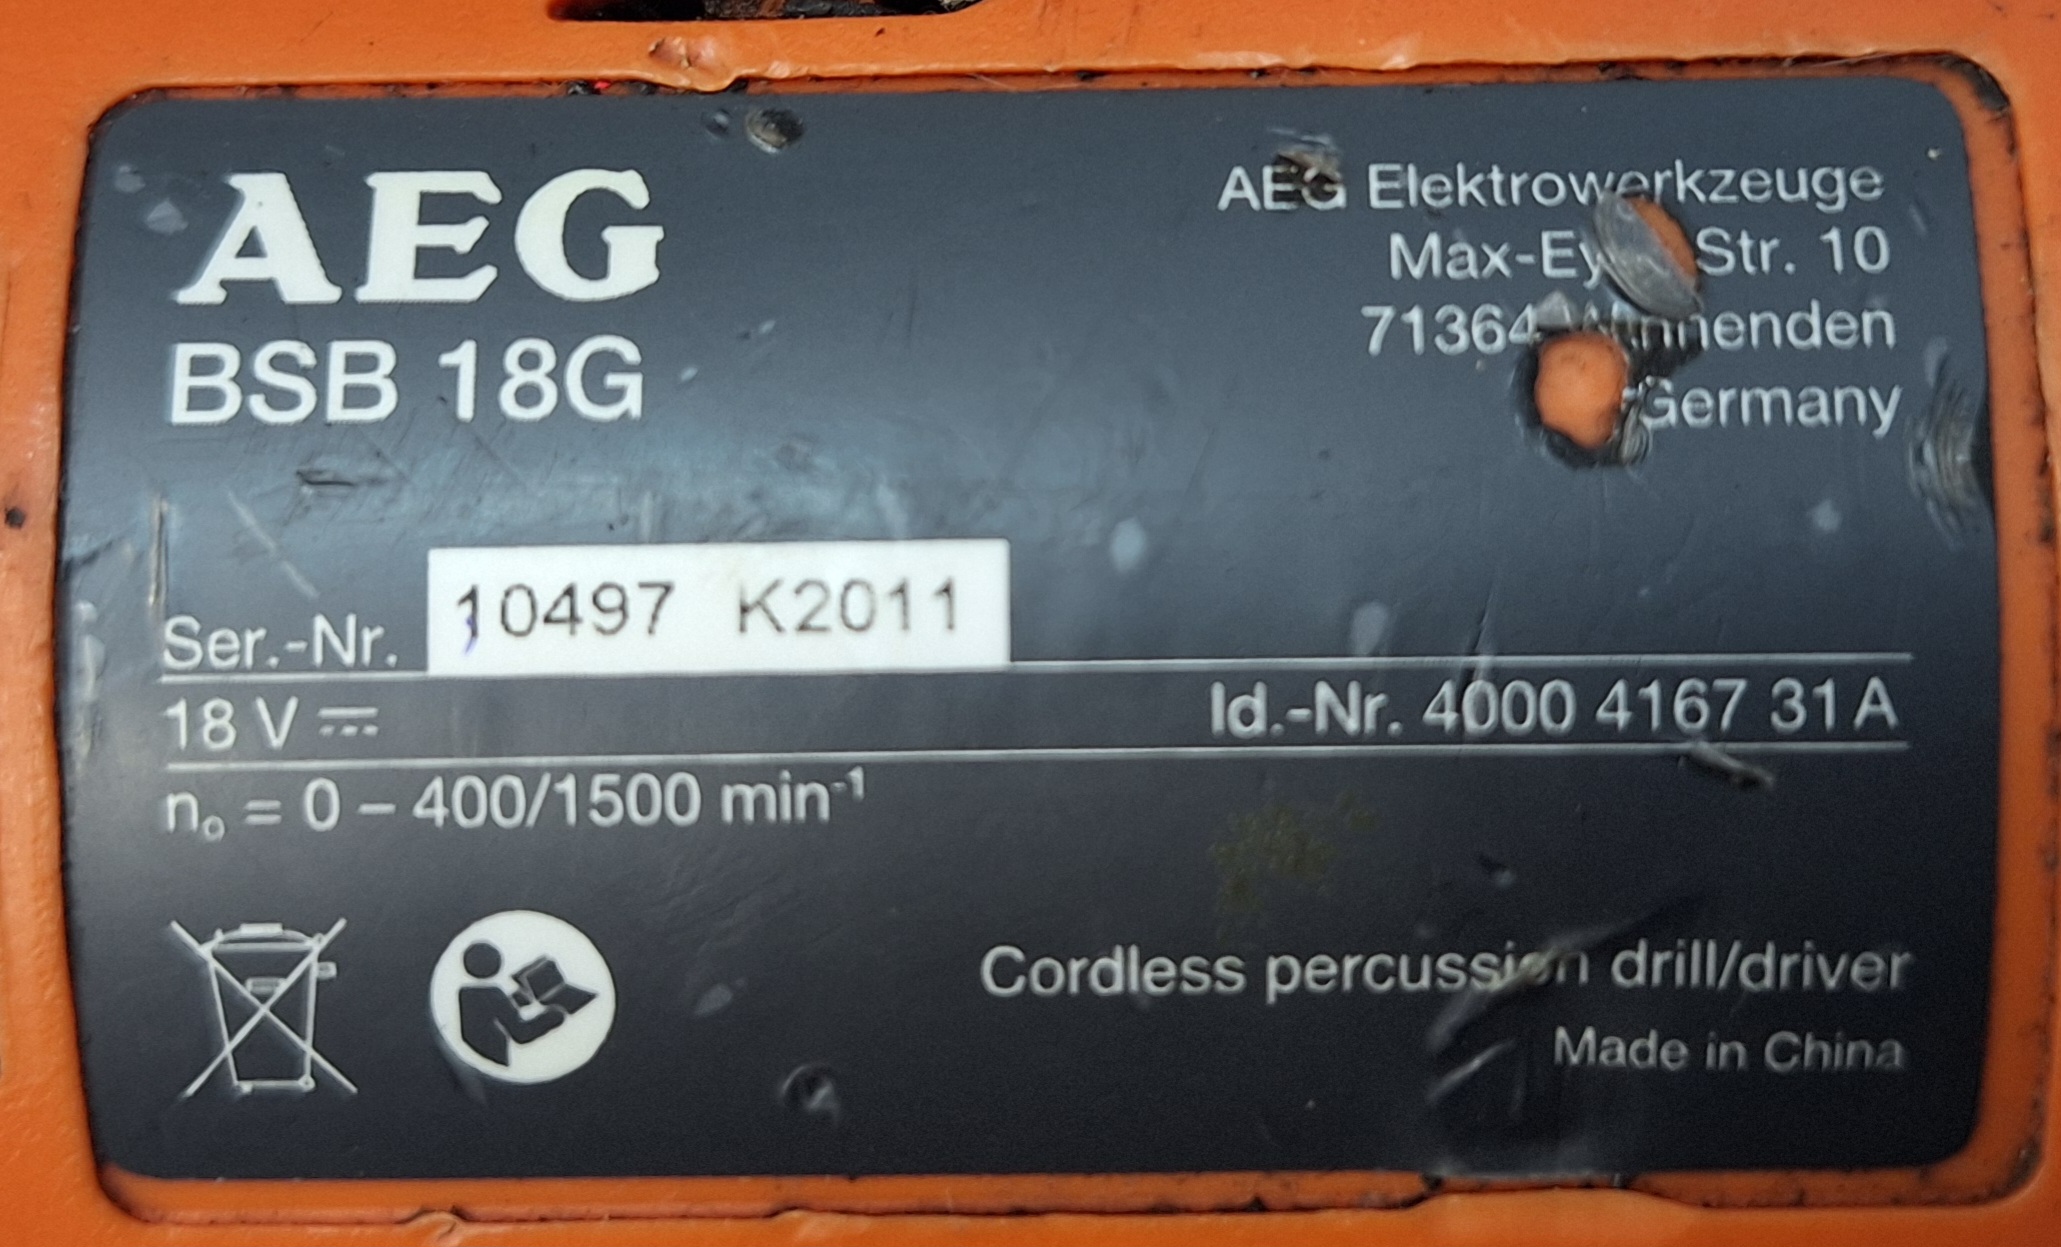 AEG
BSB 18G
AEG Elektrowerkzeuge
Str. 10
71364
Germany
Ser.-Nr. 10497 K2011
18 V ⎓
Id.-Nr. 4000 4167 31 A
n₀ = 0 – 400/1500 min⁻¹
Cordless percussion drill/driver
Made in China